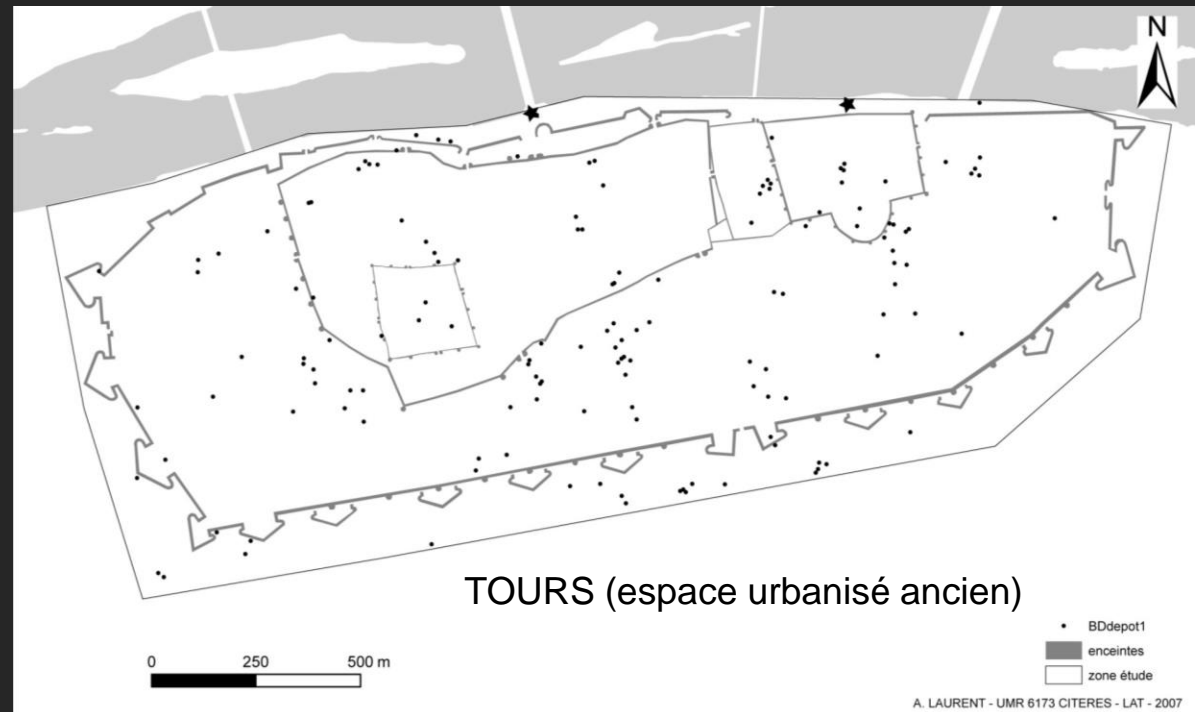 N
TOURS (espace urbanisé ancien)
0 250 500 m
BDdepot1
enceintes
zone étude
A. LAURENT - UMR 6173 CITERES - LAT - 2007